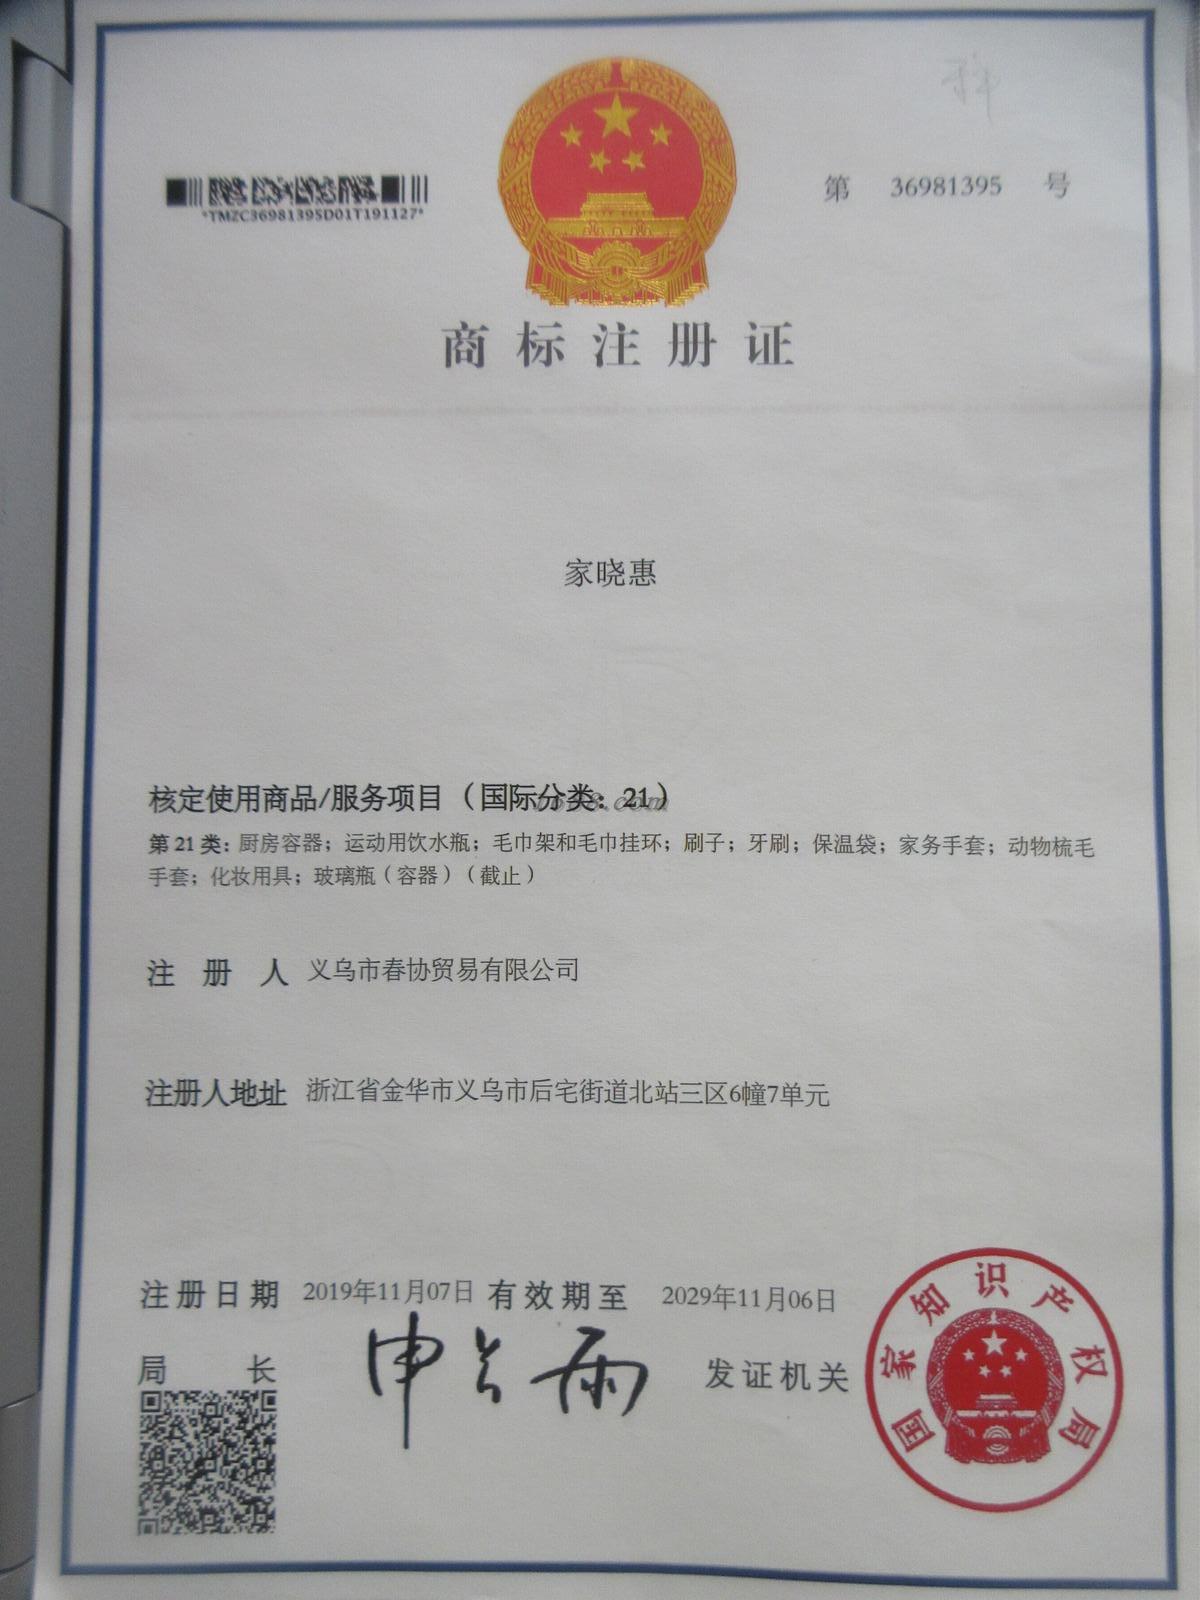 *TMZC36981395D01T191127*
第 36981395 号
商标注册证
家晓惠
核定使用商品/服务项目（国际分类：21）
第 21 类：厨房容器；运动用饮水瓶；毛巾架和毛巾挂环；刷子；牙刷；保温袋；家务手套；动物梳毛
手套；化妆用具；玻璃瓶（容器）（截止）
注册人 义乌市春协贸易有限公司
注册人地址 浙江省金华市义乌市后宅街道北站三区6幢7单元
注册日期 2019年11月07日 有效期至 2029年11月06日
局长 申长雨 发证机关
国家知识产权局